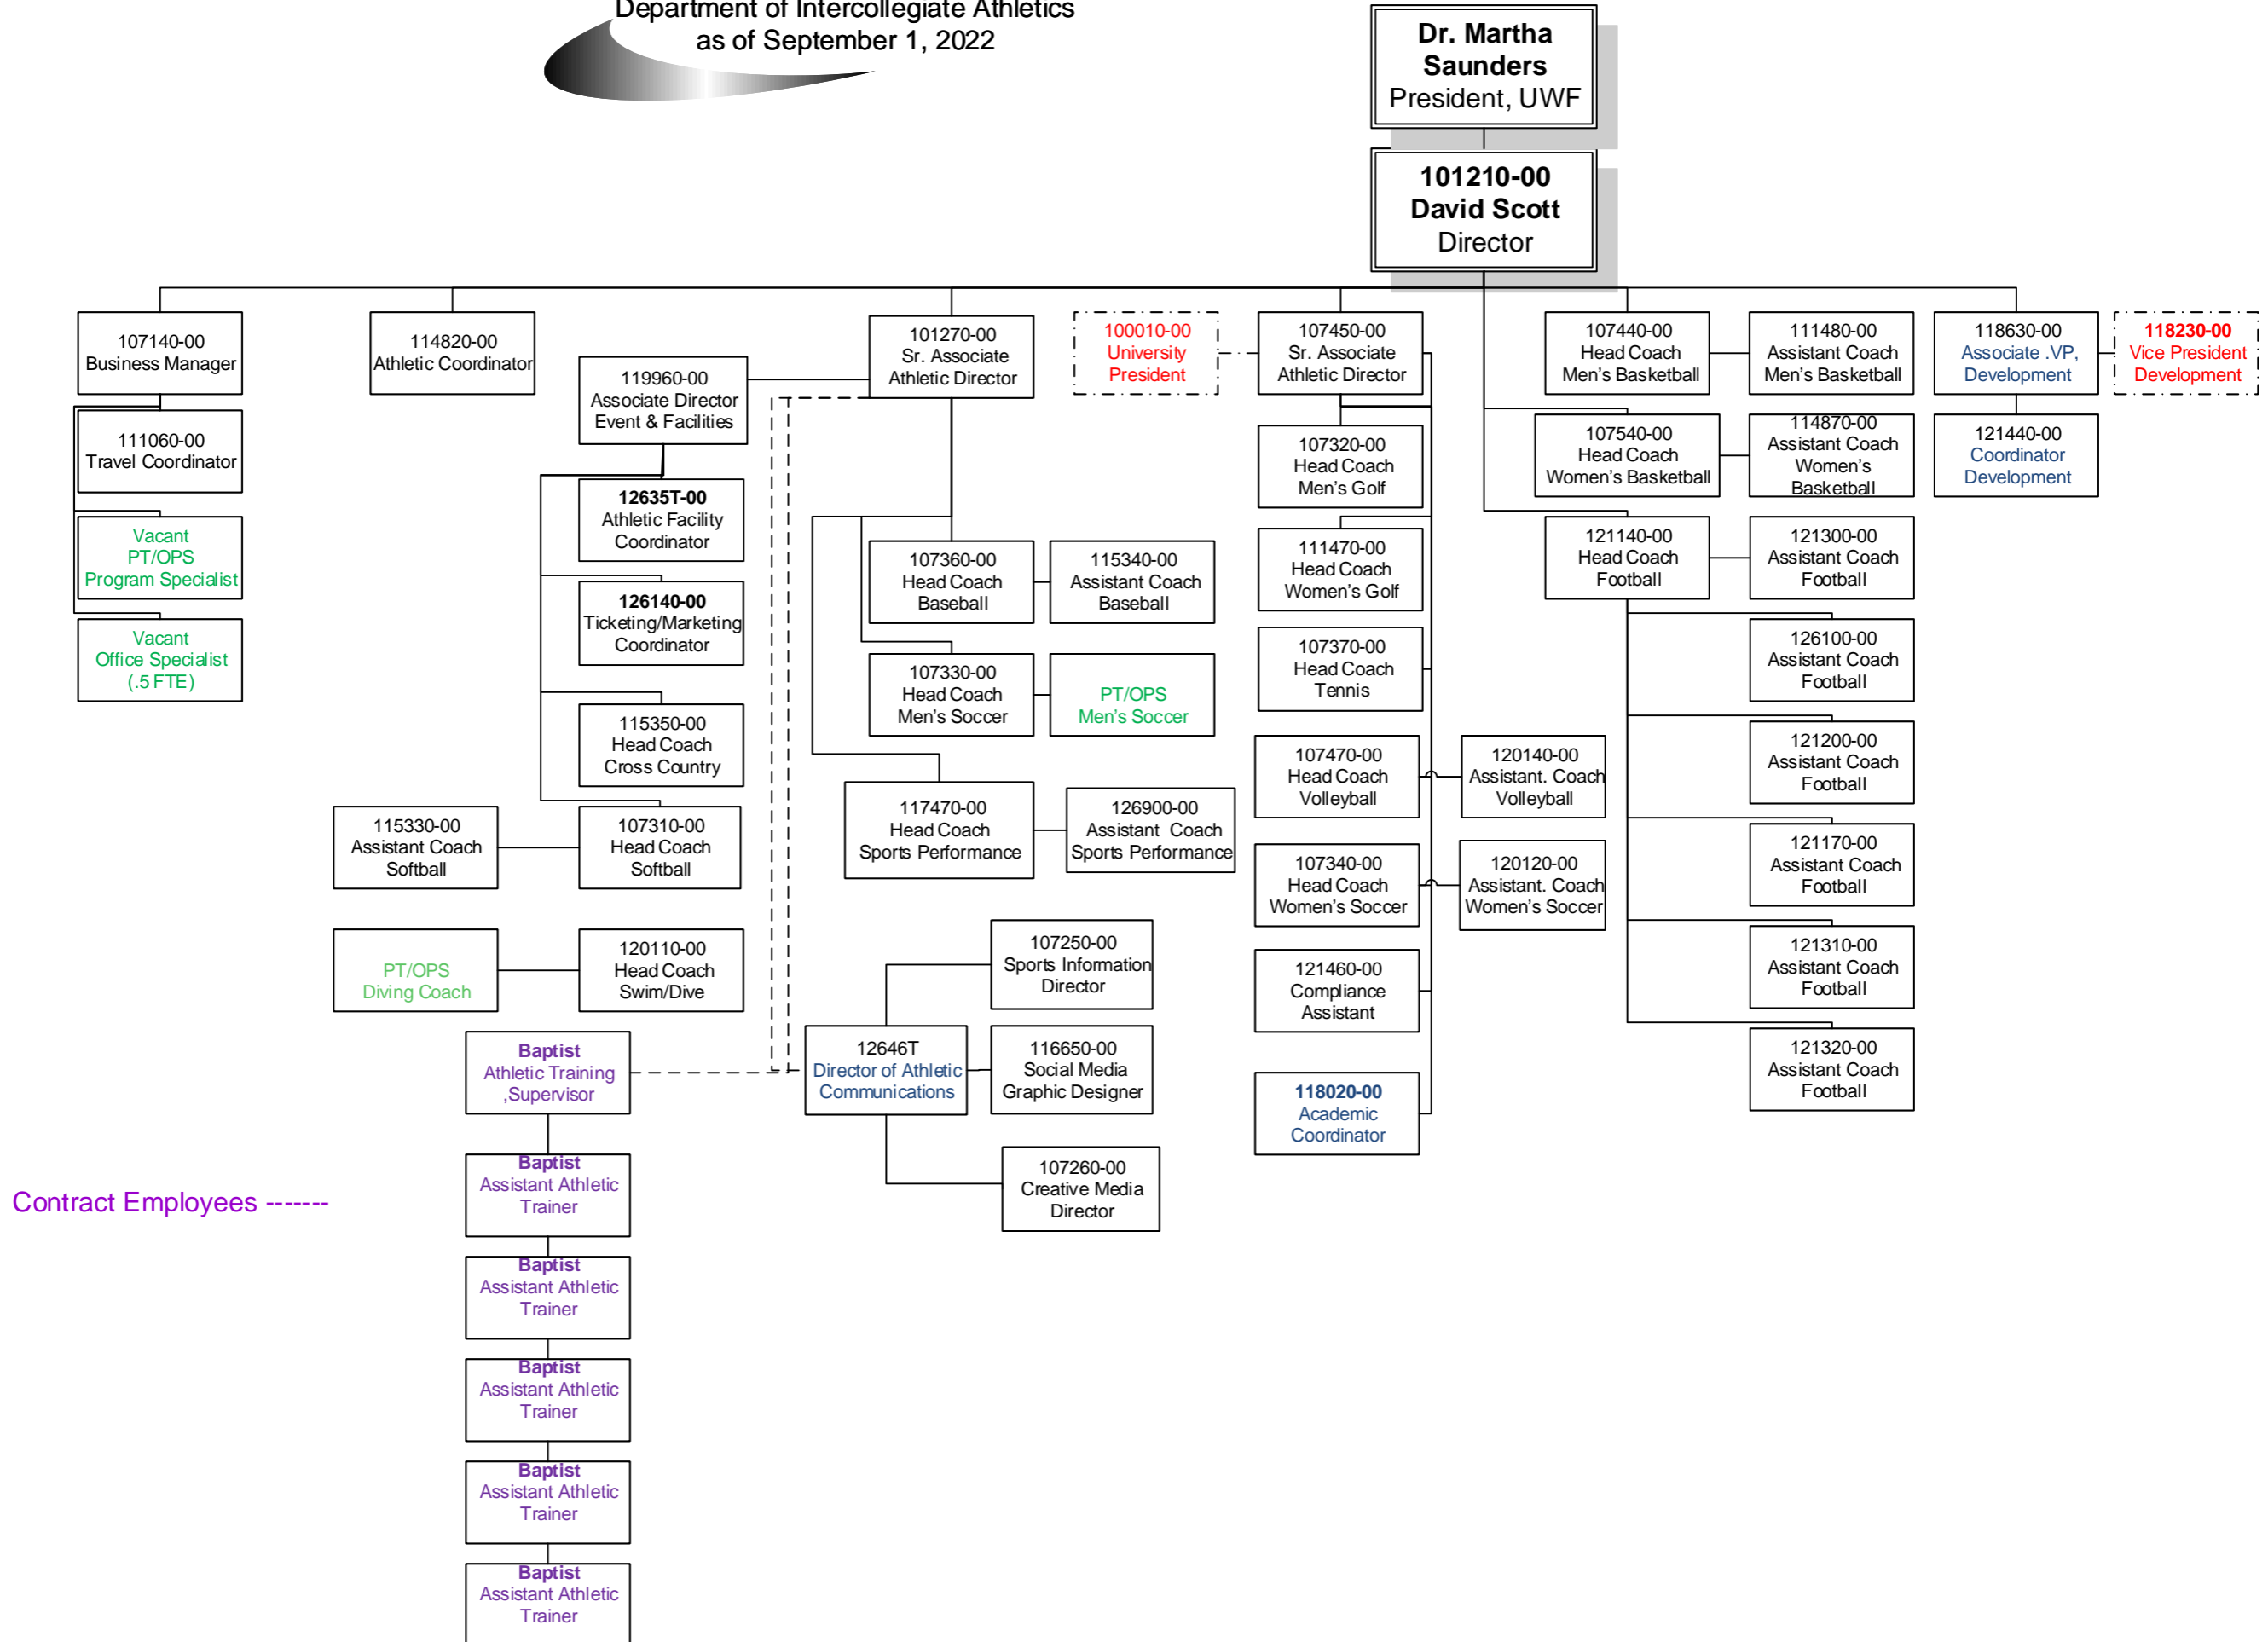 Department of Intercollegiate Athletics
as of September 1, 2022
Dr. Martha
Saunders
President, UWF
101210-00
David Scott
Director
107140-00
Business Manager
111060-00
Travel Coordinator
Vacant
PT/OPS
Program Specialist
Vacant
Office Specialist
(.5 FTE)
114820-00
Athletic Coordinator
119960-00
Associate Director
Event & Facilities
12635T-00
Athletic Facility
Coordinator
126140-00
Ticketing/Marketing
Coordinator
115350-00
Head Coach
Cross Country
115330-00
Assistant Coach
Softball
107310-00
Head Coach
Softball
PT/OPS
Diving Coach
120110-00
Head Coach
Swim/Dive
Baptist
Athletic Training
,Supervisor
Baptist
Assistant Athletic
Trainer
Contract Employees -------
Baptist
Assistant Athletic
Trainer
Baptist
Assistant Athletic
Trainer
Baptist
Assistant Athletic
Trainer
Baptist
Assistant Athletic
Trainer
101270-00
Sr. Associate
Athletic Director
107360-00
Head Coach
Baseball
115340-00
Assistant Coach
Baseball
107330-00
Head Coach
Men's Soccer
PT/OPS
Men's Soccer
117470-00
Head Coach
Sports Performance
126900-00
Assistant Coach
Sports Performance
107250-00
Sports Information
Director
12646T
Director of Athletic
Communications
116650-00
Social Media
Graphic Designer
107260-00
Creative Media
Director
100010-00
University
President
107450-00
Sr. Associate
Athletic Director
107320-00
Head Coach
Men's Golf
111470-00
Head Coach
Women's Golf
107370-00
Head Coach
Tennis
107470-00
Head Coach
Volleyball
120140-00
Assistant. Coach
Volleyball
107340-00
Head Coach
Women's Soccer
120120-00
Assistant. Coach
Women's Soccer
121460-00
Compliance
Assistant
118020-00
Academic
Coordinator
107440-00
Head Coach
Men's Basketball
111480-00
Assistant Coach
Men's Basketball
107540-00
Head Coach
Women's Basketball
114870-00
Assistant Coach
Women's
Basketball
121140-00
Head Coach
Football
121300-00
Assistant Coach
Football
126100-00
Assistant Coach
Football
121200-00
Assistant Coach
Football
121170-00
Assistant Coach
Football
121310-00
Assistant Coach
Football
121320-00
Assistant Coach
Football
118630-00
Associate .VP,
Development
118230-00
Vice President
Development
121440-00
Coordinator
Development